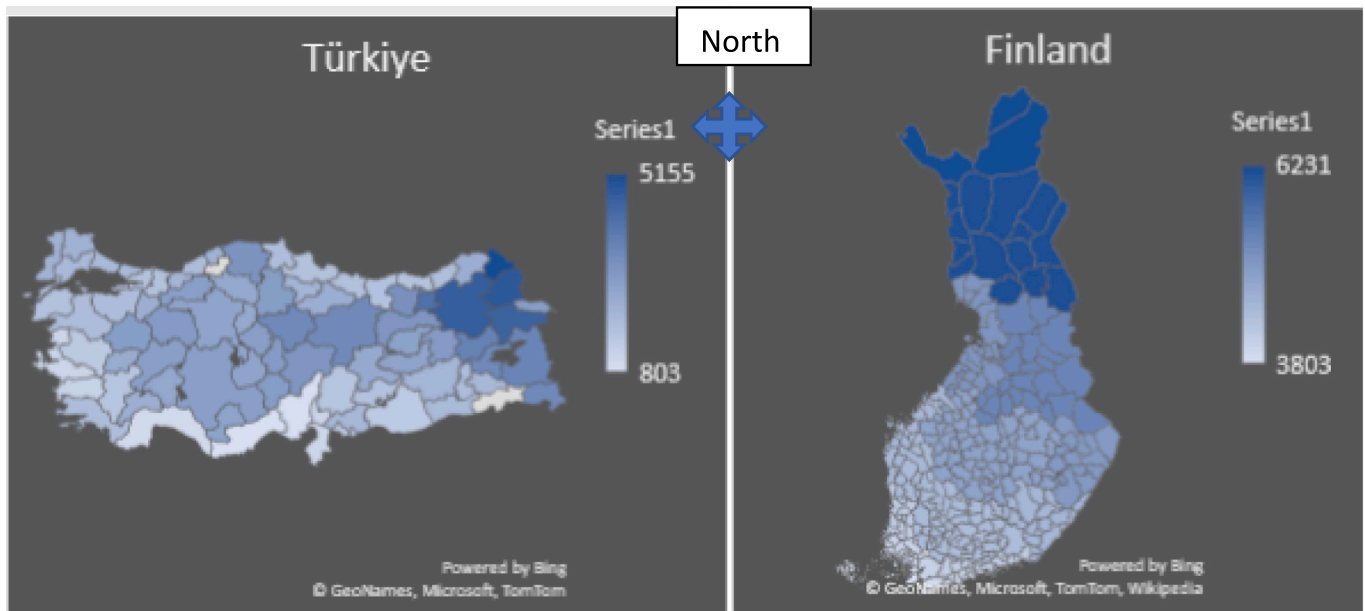 North
Türkiye
Series1
5155
803
Powered by Bing
© GeoNames, Microsoft, TomTom
Finland
Series1
6231
3803
Powered by Bing
© GeoNames, Microsoft, TomTom, Wikipedia